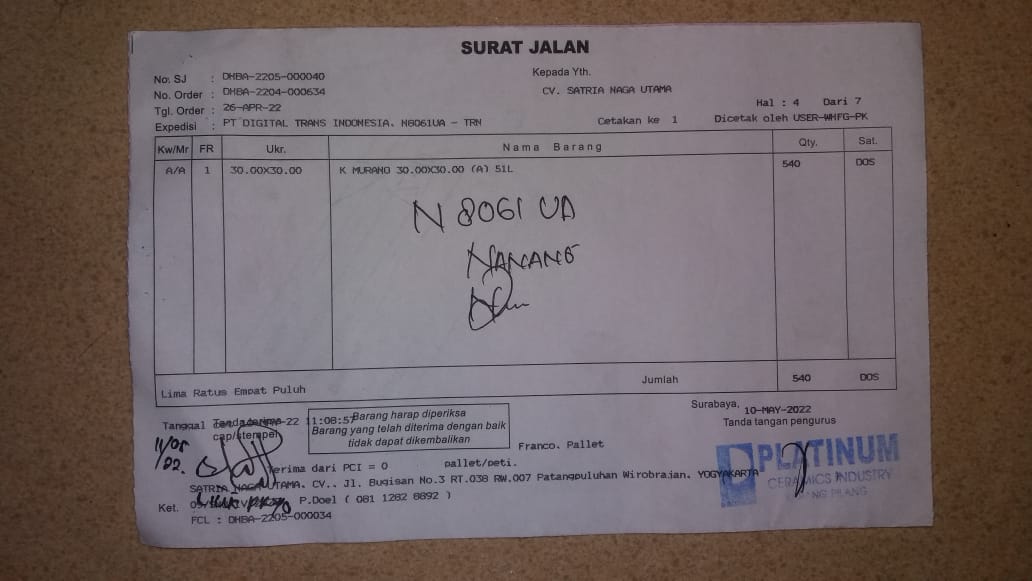 SURAT JALAN
No. SJ : DHBA-2205-000040
Kepada Yth.
No. Order : DHBA-2204-000634
CV. SATRIA NAGA UTAMA
Tgl. Order : 26-APR-22
Hal : 4 Dari 7
Expedisi : PT DIGITAL TRANS INDONESIA. N8061UA - TRN
Cetakan ke 1
Dicetak oleh USER-WHFG-PK
Kw/Mr FR Ukr. Nama Barang Qty. Sat.
A/A 1 30.00X30.00 K MURANO 30.00X30.00 (A) 51L 540 DOS
N 8061 UA
NANANG
Lima Ratus Empat Puluh Jumlah 540 DOS
Surabaya, 10-MAY-2022
Tanda tangan pengurus
Tanggal Tanda terima -22 11:08:57
cap/stempel
Barang harap diperiksa
Barang yang telah diterima dengan baik
tidak dapat dikembalikan
11/05
/22.
Franco. Pallet
Terima dari PCI = 0 pallet/peti.
SATRIA NAGA UTAMA. CV.. Jl. Bugisan No.3 RT.038 RW.007 Patangpuluhan Wirobrajan. YOGYAKARTA
Ket. P.Doel ( 081 1282 8892 )
FCL : DHBA-2205-000034
PLATINUM
CERAMICS INDUSTRY